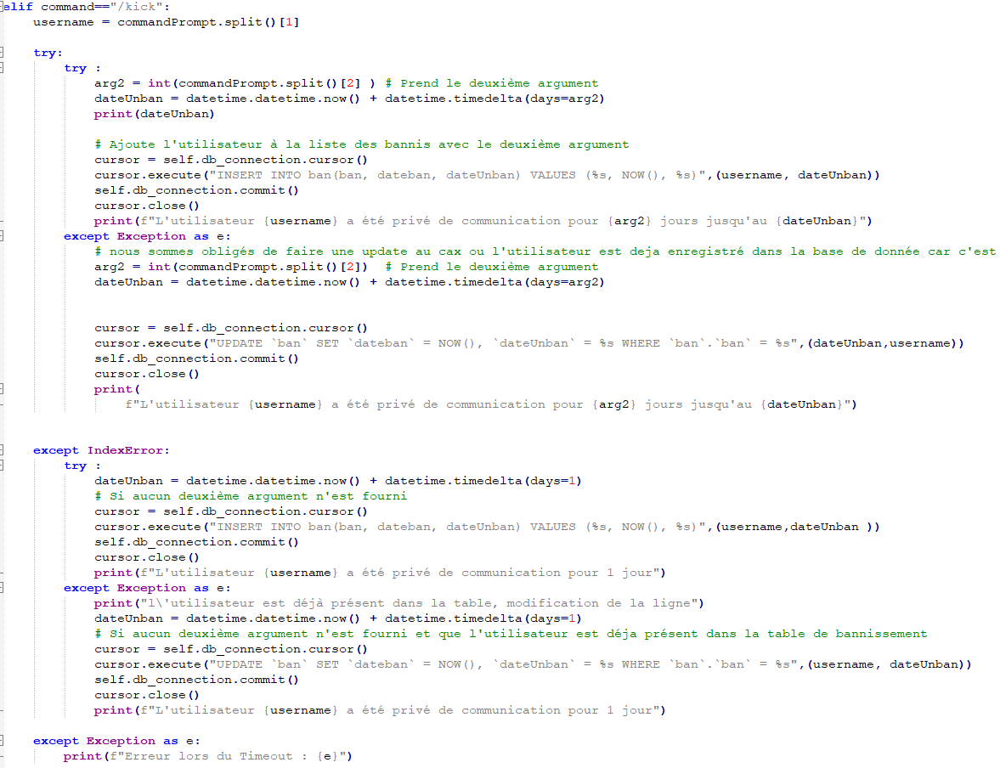 elif command=="/kick":
username = commandPrompt.split()[1]
try:
try :
arg2 = int(commandPrompt.split()[2] ) # Prend le deuxième argument
dateUnban = datetime.datetime.now() + datetime.timedelta(days=arg2)
print(dateUnban)
# Ajoute l'utilisateur à la liste des bannis avec le deuxième argument
cursor = self.db_connection.cursor()
cursor.execute("INSERT INTO ban(ban, dateban, dateUnban) VALUES (%s, NOW(), %s)",(username, dateUnban))
self.db_connection.commit()
cursor.close()
print(f"L'utilisateur {username} a été privé de communication pour {arg2} jours jusqu'au {dateUnban}")
except Exception as e:
# nous sommes obligés de faire une update au cax ou l'utilisateur est deja enregistré dans la base de donnée car c'est
arg2 = int(commandPrompt.split()[2])  # Prend le deuxième argument
dateUnban = datetime.datetime.now() + datetime.timedelta(days=arg2)
cursor = self.db_connection.cursor()
cursor.execute("UPDATE `ban` SET `dateban` = NOW(), `dateUnban` = %s WHERE `ban`.`ban` = %s",(dateUnban,username))
self.db_connection.commit()
cursor.close()
print(
f"L'utilisateur {username} a été privé de communication pour {arg2} jours jusqu'au {dateUnban}")
except IndexError:
try :
dateUnban = datetime.datetime.now() + datetime.timedelta(days=1)
# Si aucun deuxième argument n'est fourni
cursor = self.db_connection.cursor()
cursor.execute("INSERT INTO ban(ban, dateban, dateUnban) VALUES (%s, NOW(), %s)",(username,dateUnban ))
self.db_connection.commit()
cursor.close()
print(f"L'utilisateur {username} a été privé de communication pour 1 jour")
except Exception as e:
print("l\'utilisateur est déjà présent dans la table, modification de la ligne")
dateUnban = datetime.datetime.now() + datetime.timedelta(days=1)
# Si aucun deuxième argument n'est fourni et que l'utilisateur est déja présent dans la table de bannissement
cursor = self.db_connection.cursor()
cursor.execute("UPDATE `ban` SET `dateban` = NOW(), `dateUnban` = %s WHERE `ban`.`ban` = %s",(username, dateUnban))
self.db_connection.commit()
cursor.close()
print(f"L'utilisateur {username} a été privé de communication pour 1 jour")
except Exception as e:
print(f"Erreur lors du Timeout : {e}")